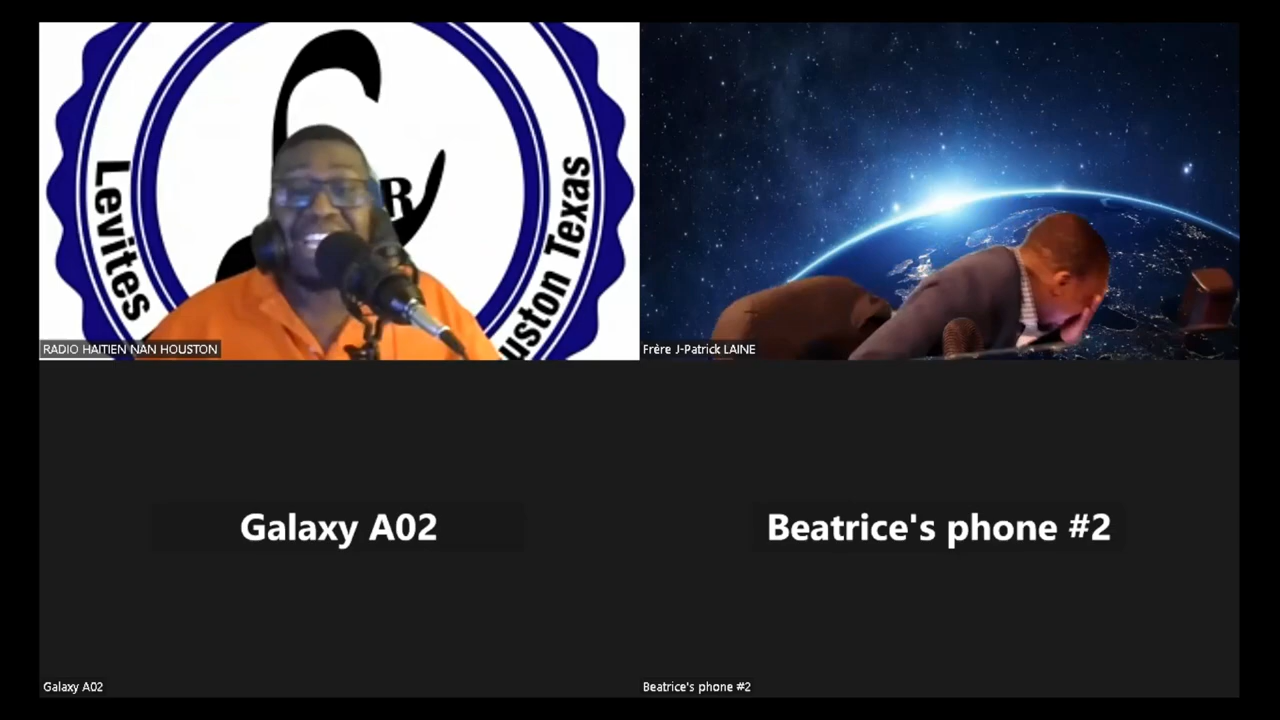 Levites
R
uston Texas
RADIO HAITIEN NAN HOUSTON
Frère J-Patrick LAINE
Galaxy A02
Beatrice's phone #2
Galaxy A02
Beatrice's phone #2